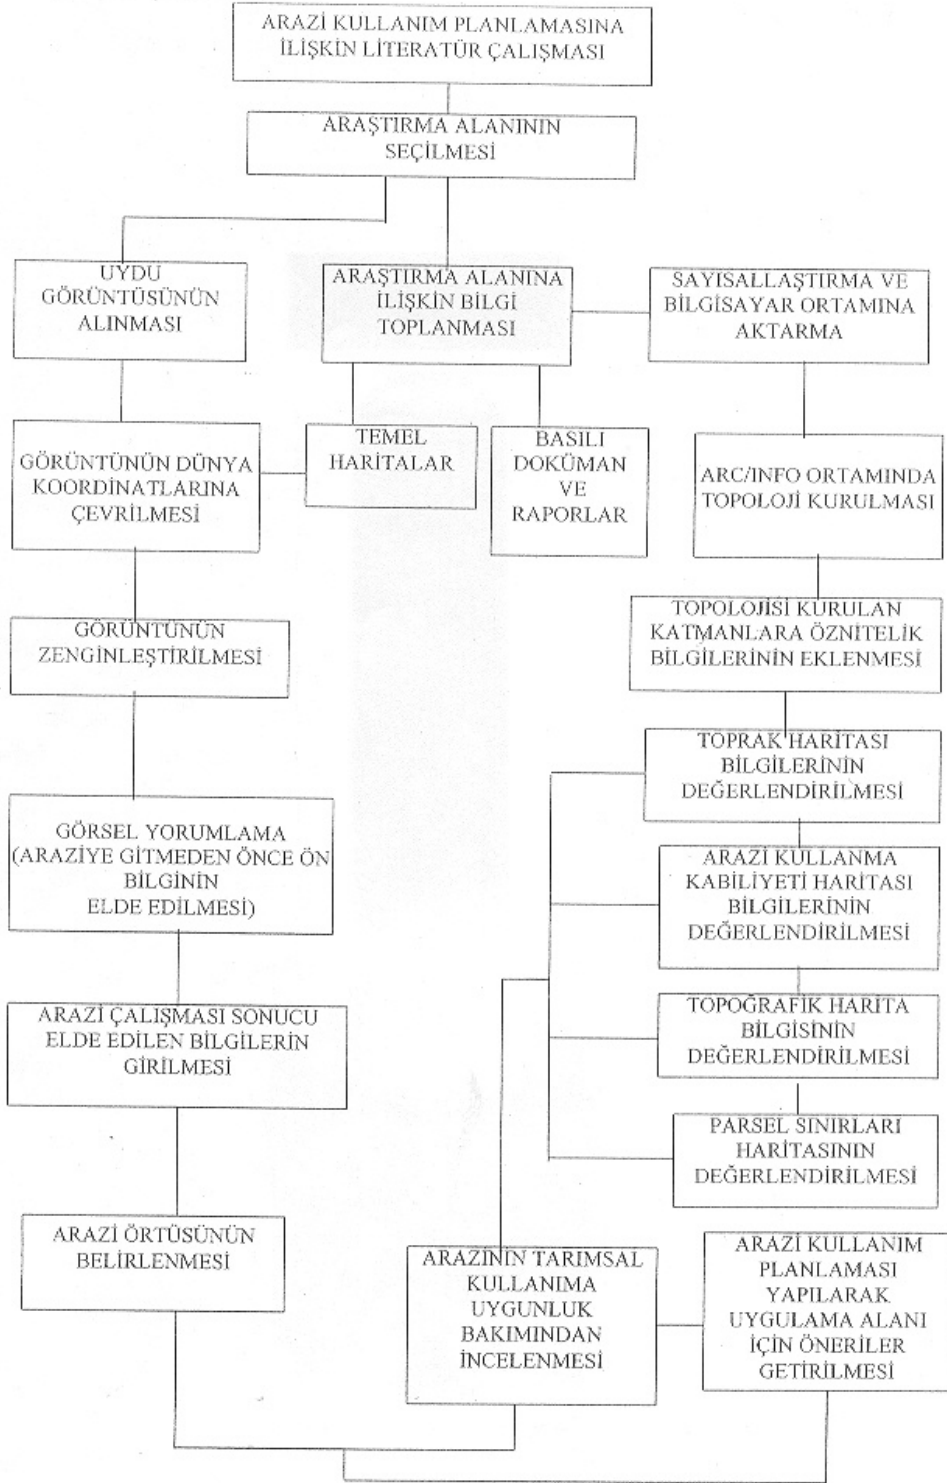 ARAZİ KULLANIM PLANLAMASINA
İLİŞKİN LİTERATÜR ÇALIŞMASI
ARAŞTIRMA ALANININ
SEÇİLMESİ
UYDU
GÖRÜNTÜSÜNÜN
ALINMASI
ARAŞTIRMA ALANINA
İLİŞKİN BİLGİ
TOPLANMASI
SAYISALLAŞTIRMA VE
BİLGİSAYAR ORTAMINA
AKTARMA
GÖRÜNTÜNÜN DÜNYA
KOORDİNATLARINA
ÇEVRİLMESİ
TEMEL
HARİTALAR
BASILI
DOKÜMAN
VE
RAPORLAR
ARC/INFO ORTAMINDA
TOPOLOJİ KURULMASI
GÖRÜNTÜNÜN
ZENGİNLEŞTİRİLMESİ
TOPOLOJİSİ KURULAN
KATMANLARA ÖZNİTELİK
BİLGİLERİNİN EKLENMESİ
TOPRAK HARİTASI
BİLGİLERİNİN
DEĞERLENDİRİLMESİ
GÖRSEL YORUMLAMA
(ARAZİYE GİTMEDEN ÖNCE ÖN
BİLGİNİN
ELDE EDİLMESİ)
ARAZİ KULLANMA
KABİLİYETİ HARİTASI
BİLGİLERİNİN
DEĞERLENDİRİLMESİ
ARAZİ ÇALIŞMASI SONUCU
ELDE EDİLEN BİLGİLERİN
GİRİLMESİ
TOPOĞRAFİK HARİTA
BİLGİSİNİN
DEĞERLENDİRİLMESİ
PARSEL SINIRLARI
HARİTASININ
DEĞERLENDİRİLMESİ
ARAZİ ÖRTÜSÜNÜN
BELİRLENMESİ
ARAZİNİN TARIMSAL
KULLANIMA
UYGUNLUK
BAKIMINDAN
İNCELENMESİ
ARAZİ KULLANIM
PLANLAMASI
YAPILARAK
UYGULAMA ALANI
İÇİN ÖNERİLER
GETİRİLMESİ